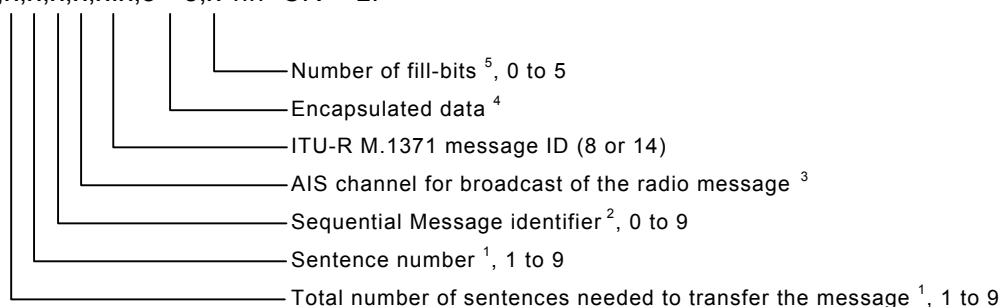 Number of fill-bits 5, 0 to 5
Encapsulated data 4
ITU-R M.1371 message ID (8 or 14)
AIS channel for broadcast of the radio message 3
Sequential Message identifier 2, 0 to 9
Sentence number 1, 1 to 9
Total number of sentences needed to transfer the message 1, 1 to 9